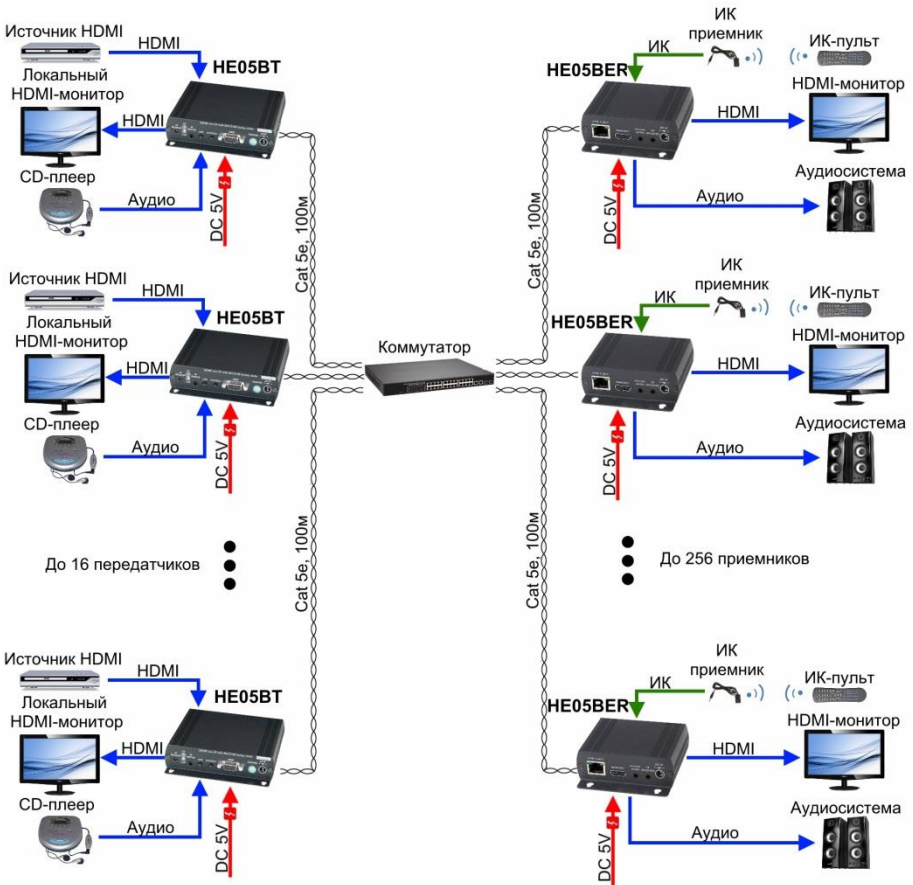 Источник HDMI
HDMI
HE05BT
Локальный
HDMI-монитор
HDMI
CD-плеер
Аудио
DC 5V
Cat 5e, 100м
ИК
приемник
ИК
ИК-пульт
HE05BER
HDMI-монитор
HDMI
Аудиосистема
Аудио
DC 5V
Cat 5e, 100м
Источник HDMI
HDMI
HE05BT
Локальный
HDMI-монитор
HDMI
CD-плеер
Аудио
DC 5V
Коммутатор
ИК
приемник
ИК
ИК-пульт
HE05BER
HDMI-монитор
HDMI
Аудиосистема
Аудио
DC 5V
До 16 передатчиков
Cat 5e, 100м
Cat 5e, 100м
До 256 приемников
Источник HDMI
HDMI
HE05BT
Локальный
HDMI-монитор
HDMI
CD-плеер
Аудио
DC 5V
ИК
приемник
ИК
ИК-пульт
HE05BER
HDMI-монитор
HDMI
Аудиосистема
Аудио
DC 5V